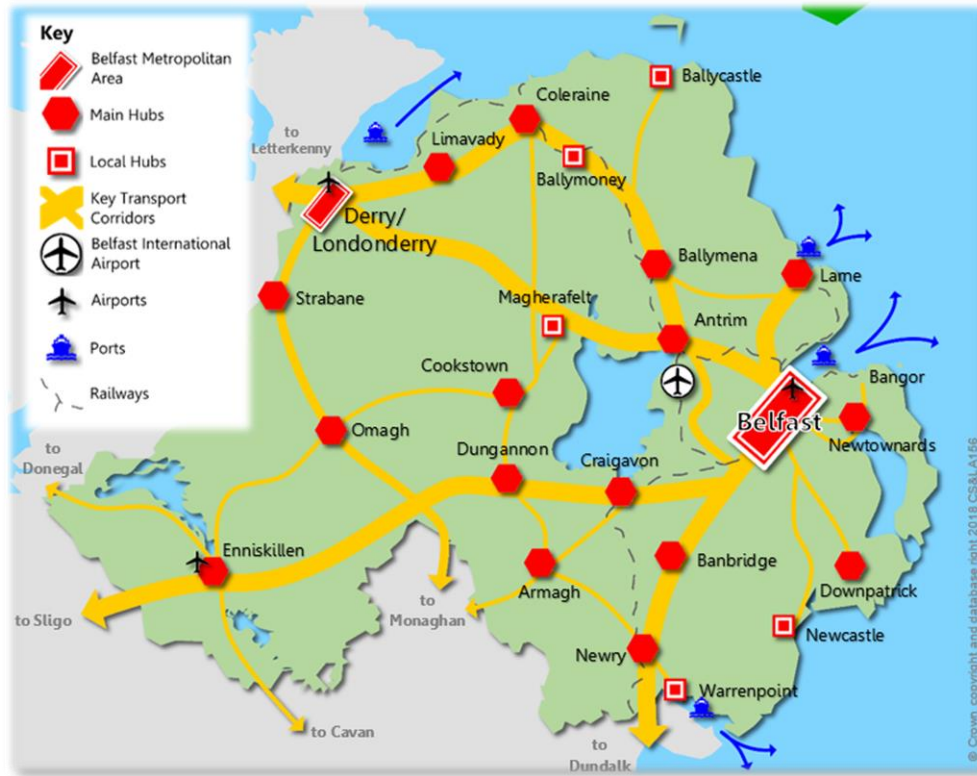 Key
Belfast Metropolitan
Area
Main Hubs
Local Hubs
Key Transport
Corridors
Belfast International
Airport
Airports
Ports
Railways
Ballycastle
Coleraine
to
Letterkenny
Limavady
Ballymoney
Derry/
Londonderry
Ballymena
Larne
Strabane
Magherafelt
Antrim
Cookstown
Bangor
Belfast
Omagh
Newtownards
to
Donegal
Dungannon
Craigavon
Enniskillen
Banbridge
Armagh
Downpatrick
to Sligo
to
Monaghan
Newcastle
Newry
Warrenpoint
to Cavan
to
Dundalk
© Crown copyright and database right 2018 CS&LA156